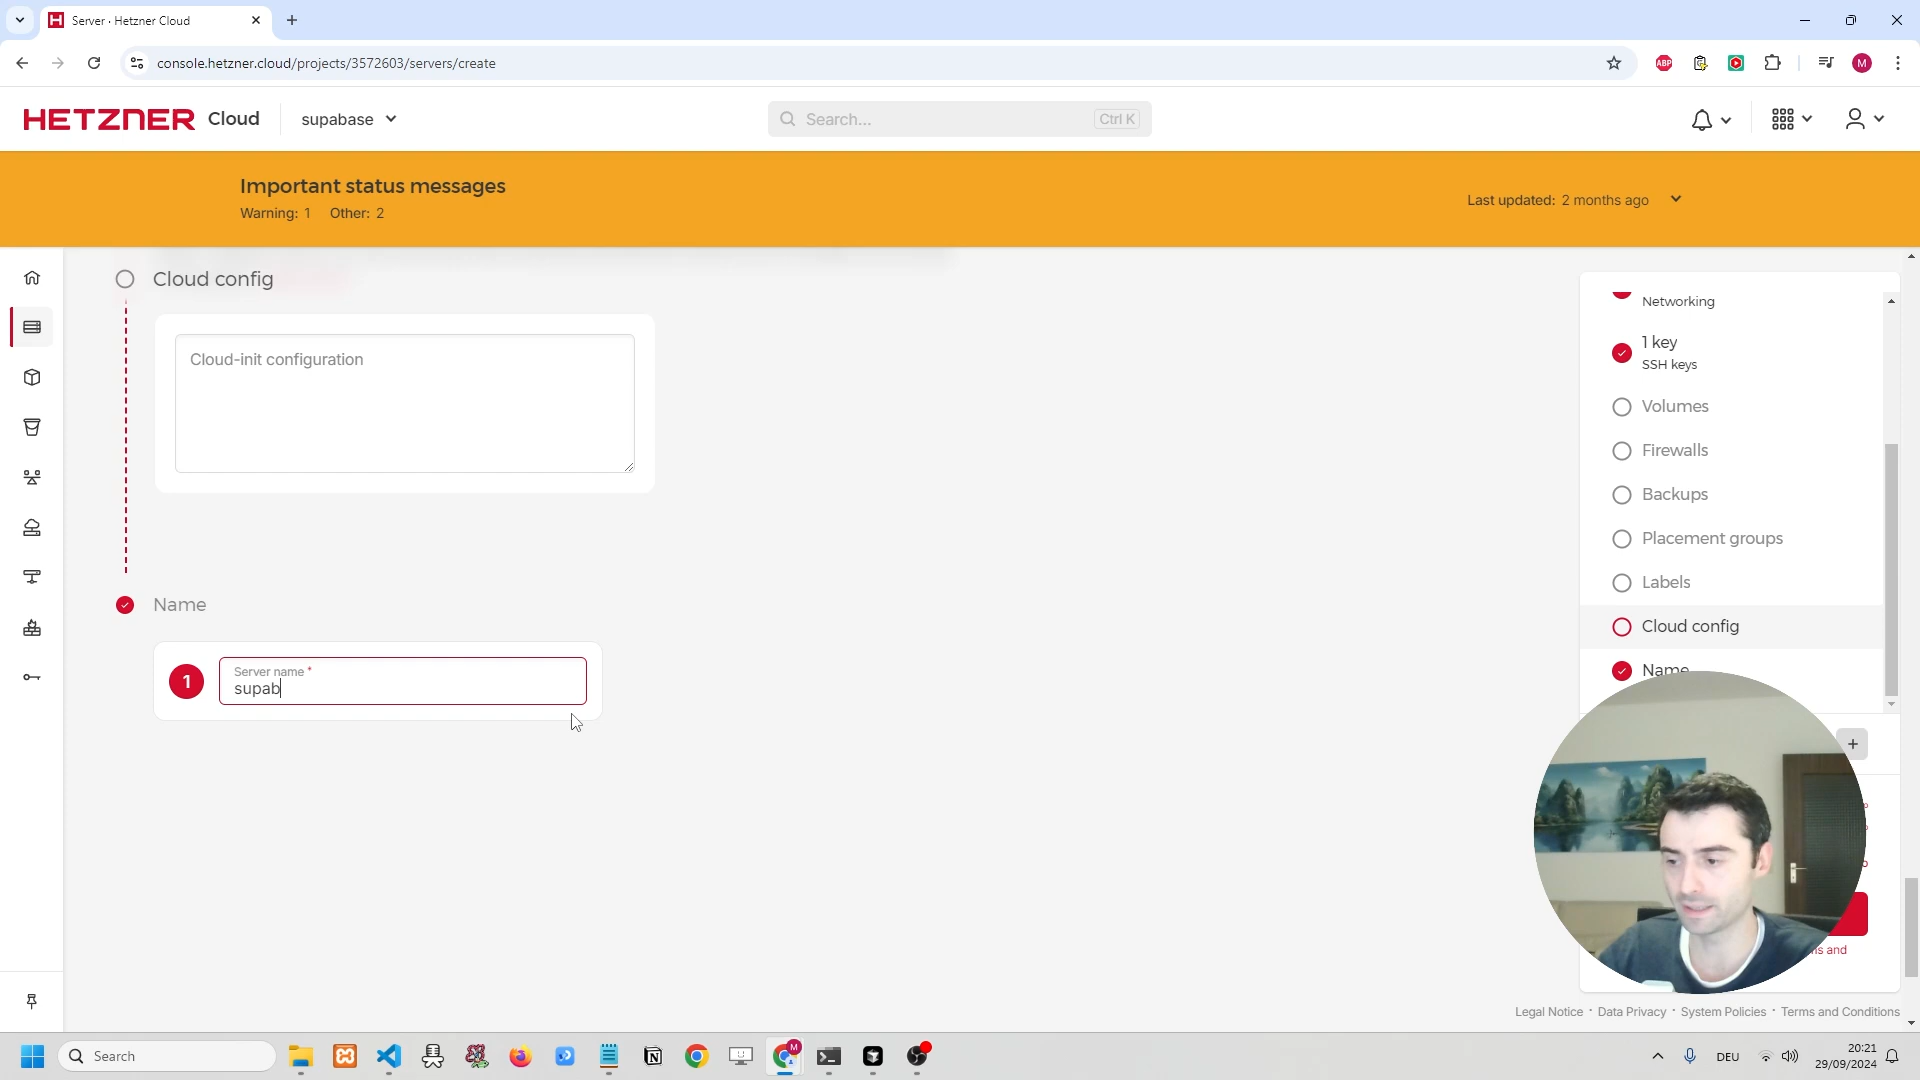 Server · Hetzner Cloud
console.hetzner.cloud/projects/3572603/servers/create
ABP
M
HETZNER Cloud
supabase
Search...
Ctrl K
Important status messages
Warning: 1 Other: 2
Last updated: 2 months ago
Cloud config
Cloud-init configuration
Name
1
Server name *
supab
Networking
1 key
SSH keys
Volumes
Firewalls
Backups
Placement groups
Labels
Cloud config
Name
Legal Notice · Data Privacy · System Policies · Terms and Conditions
Search
M
DEU
20:21
29/09/2024